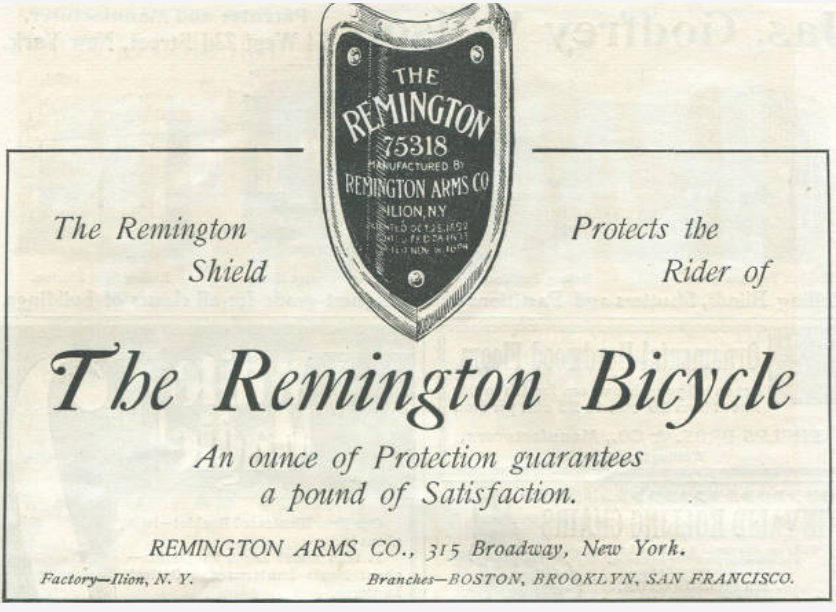 THE
REMINGTON
75318
MANUFACTURED BY
REMINGTON ARMS CO
ILION, N.Y
The Remington
Shield
Protects the
Rider of
The Remington Bicycle
An ounce of Protection guarantees
a pound of Satisfaction.
REMINGTON ARMS CO., 315 Broadway, New York.
Factory—Ilion, N. Y.
Branches—BOSTON, BROOKLYN, SAN FRANCISCO.